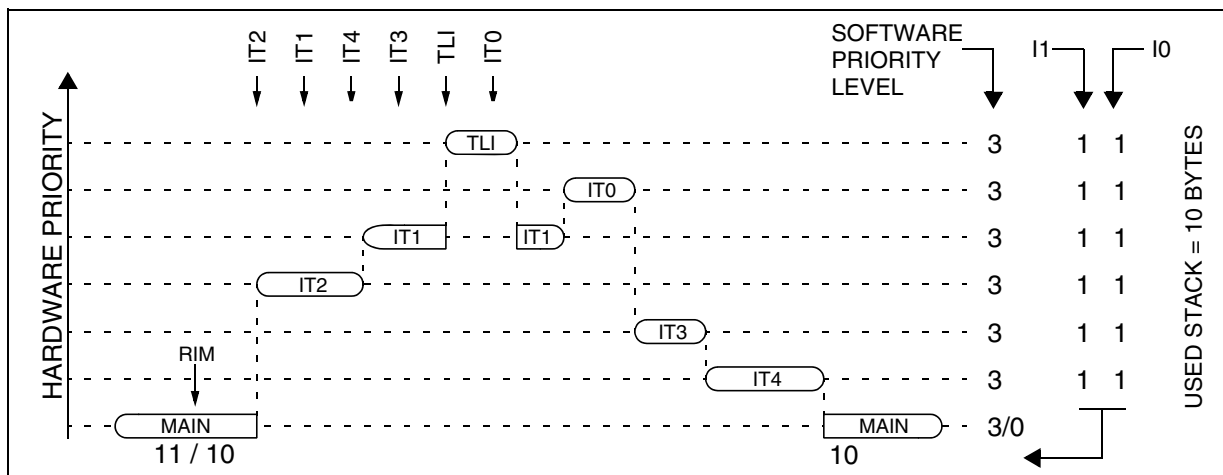 IT2
IT1
IT4
IT3
TLI
IT0
SOFTWARE
PRIORITY
LEVEL
I1
I0
HARDWARE PRIORITY
TLI
3
1 1
IT0
3
1 1
IT1
IT1
3
1 1
IT2
3
1 1
IT3
3
1 1
RIM
IT4
3
1 1
MAIN
MAIN
3/0
11 / 10
10
USED STACK = 10 BYTES